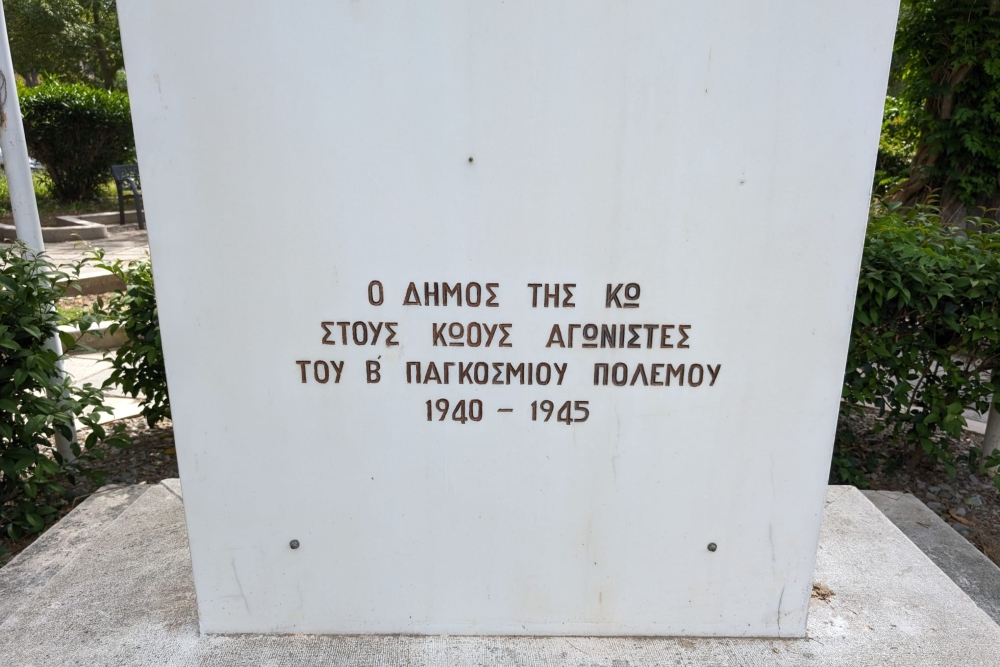 Ο ΔΗΜΟΣ ΤΗΣ ΚΩ
ΣΤΟΥΣ ΚΩΟΥΣ ΑΓΩΝΙΣΤΕΣ
ΤΟΥ Β΄ ΠΑΓΚΟΣΜΙΟΥ ΠΟΛΕΜΟΥ
1940 – 1945